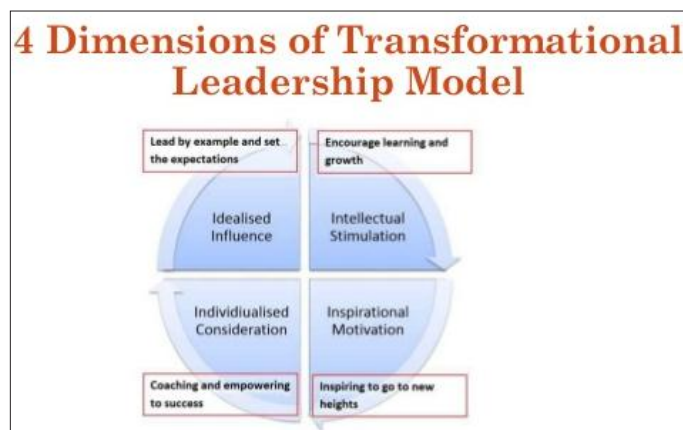 4 Dimensions of Transformational
Leadership Model
Lead by example and set
the expectations
Encourage learning and
growth
Idealised
Influence
Intellectual
Stimulation
Individiualised
Consideration
Inspirational
Motivation
Coaching and empowering
to success
Inspiring to go to new
heights